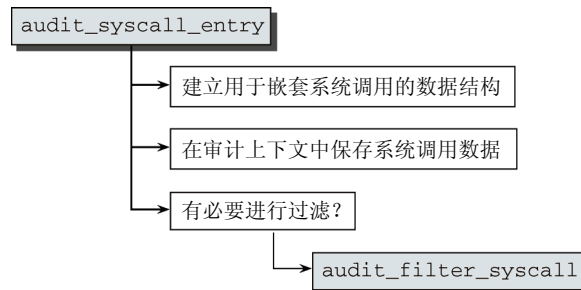 audit_syscall_entry
建立用于嵌套系统调用的数据结构
在审计上下文中保存系统调用数据
有必要进行过滤？
audit_filter_syscall